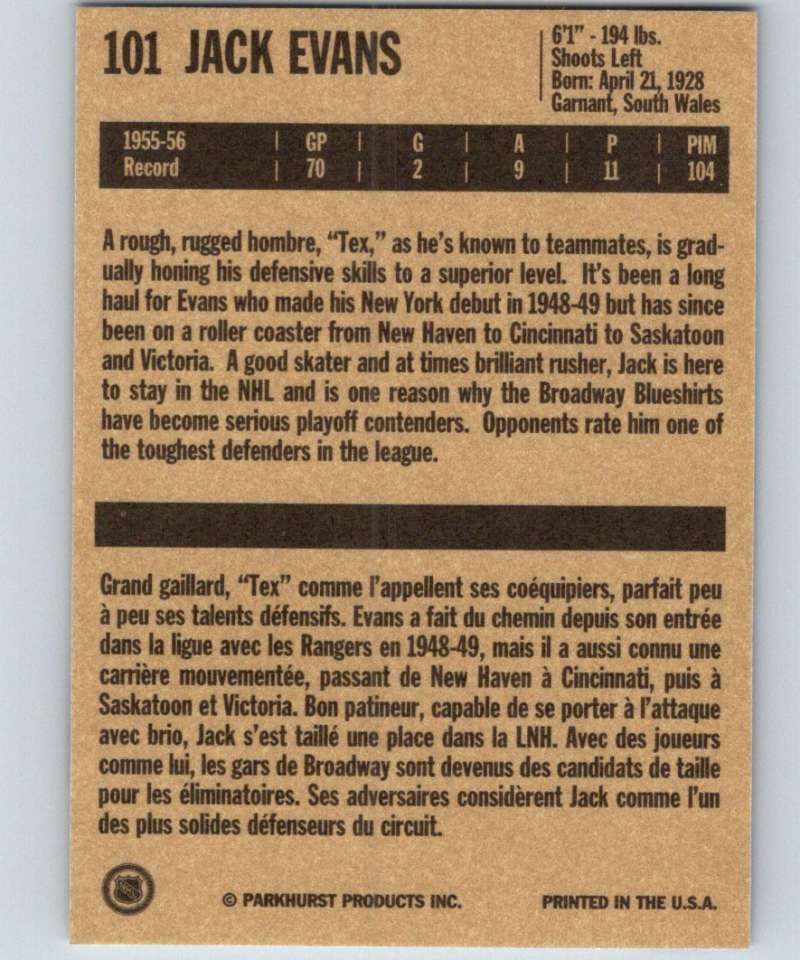 101 JACK EVANS
6'1" - 194 lbs.
Shoots Left
Born: April 21, 1928
Garnant, South Wales
1955-56 | GP | G | A | P | PIM
Record | 70 | 2 | 9 | 11 | 104
A rough, rugged hombre, “Tex,” as he's known to teammates, is grad-
ually honing his defensive skills to a superior level. It's been a long
haul for Evans who made his New York debut in 1948-49 but has since
been on a roller coaster from New Haven to Cincinnati to Saskatoon
and Victoria. A good skater and at times brilliant rusher, Jack is here
to stay in the NHL and is one reason why the Broadway Blueshirts
have become serious playoff contenders. Opponents rate him one of
the toughest defenders in the league.
Grand gaillard, “Tex” comme l'appellent ses coéquipiers, parfait peu
à peu ses talents défensifs. Evans a fait du chemin depuis son entrée
dans la ligue avec les Rangers en 1948-49, mais il a aussi connu une
carrière mouvementée, passant de New Haven à Cincinnati, puis à
Saskatoon et Victoria. Bon patineur, capable de se porter à l'attaque
avec brio, Jack s'est taillé une place dans la LNH. Avec des joueurs
comme lui, les gars de Broadway sont devenus des candidats de taille
pour les éliminatoires. Ses adversaires considèrent Jack comme l'un
des plus solides défenseurs du circuit.
© PARKHURST PRODUCTS INC.
PRINTED IN THE U.S.A.